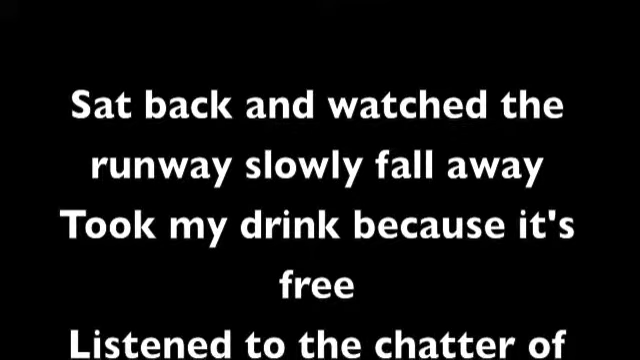 Sat back and watched the
runway slowly fall away
Took my drink because it's
free
Listened to the chatter of